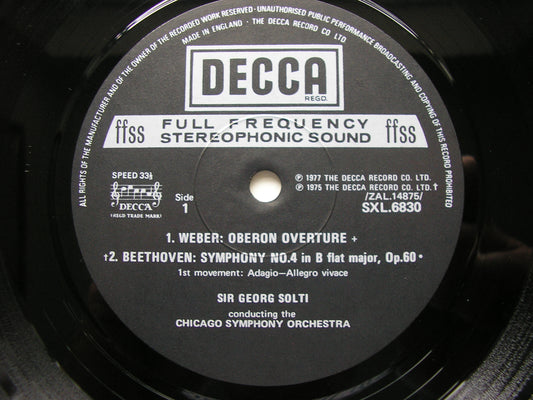 ALL RIGHTS OF THE MANUFACTURER AND OF THE OWNER OF THE RECORDED WORK RESERVED · UNAUTHORISED PUBLIC PERFORMANCE BROADCASTING AND COPYING OF THIS RECORD PROHIBITED
MADE IN ENGLAND · THE DECCA RECORD CO LTD
DECCA
REGD.
ffss FULL FREQUENCY STEREOPHONIC SOUND ffss
SPEED 33⅓
DECCA
(REGD. TRADE MARK)
Side
1
℗ 1977 THE DECCA RECORD CO. LTD.
℗ 1975 THE DECCA RECORD CO. LTD.†
/ZAL.14875/
SXL.6830
1. WEBER: OBERON OVERTURE +
†2. BEETHOVEN: SYMPHONY NO.4 in B flat major, Op.60•
1st movement: Adagio—Allegro vivace
SIR GEORG SOLTI
conducting the
CHICAGO SYMPHONY ORCHESTRA